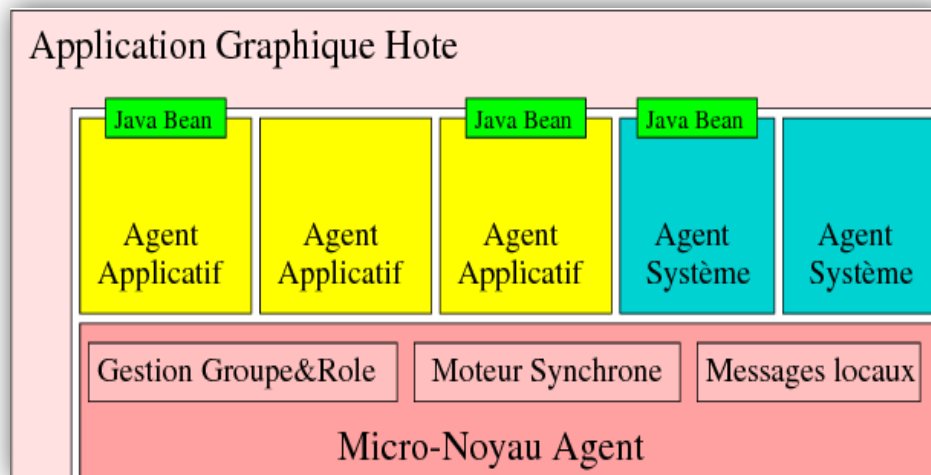 Application Graphique Hote
Java Bean
Java Bean
Java Bean
Agent
Applicatif
Agent
Applicatif
Agent
Applicatif
Agent
Système
Agent
Système
Gestion Groupe&Role
Moteur Synchrone
Messages locaux
Micro-Noyau Agent